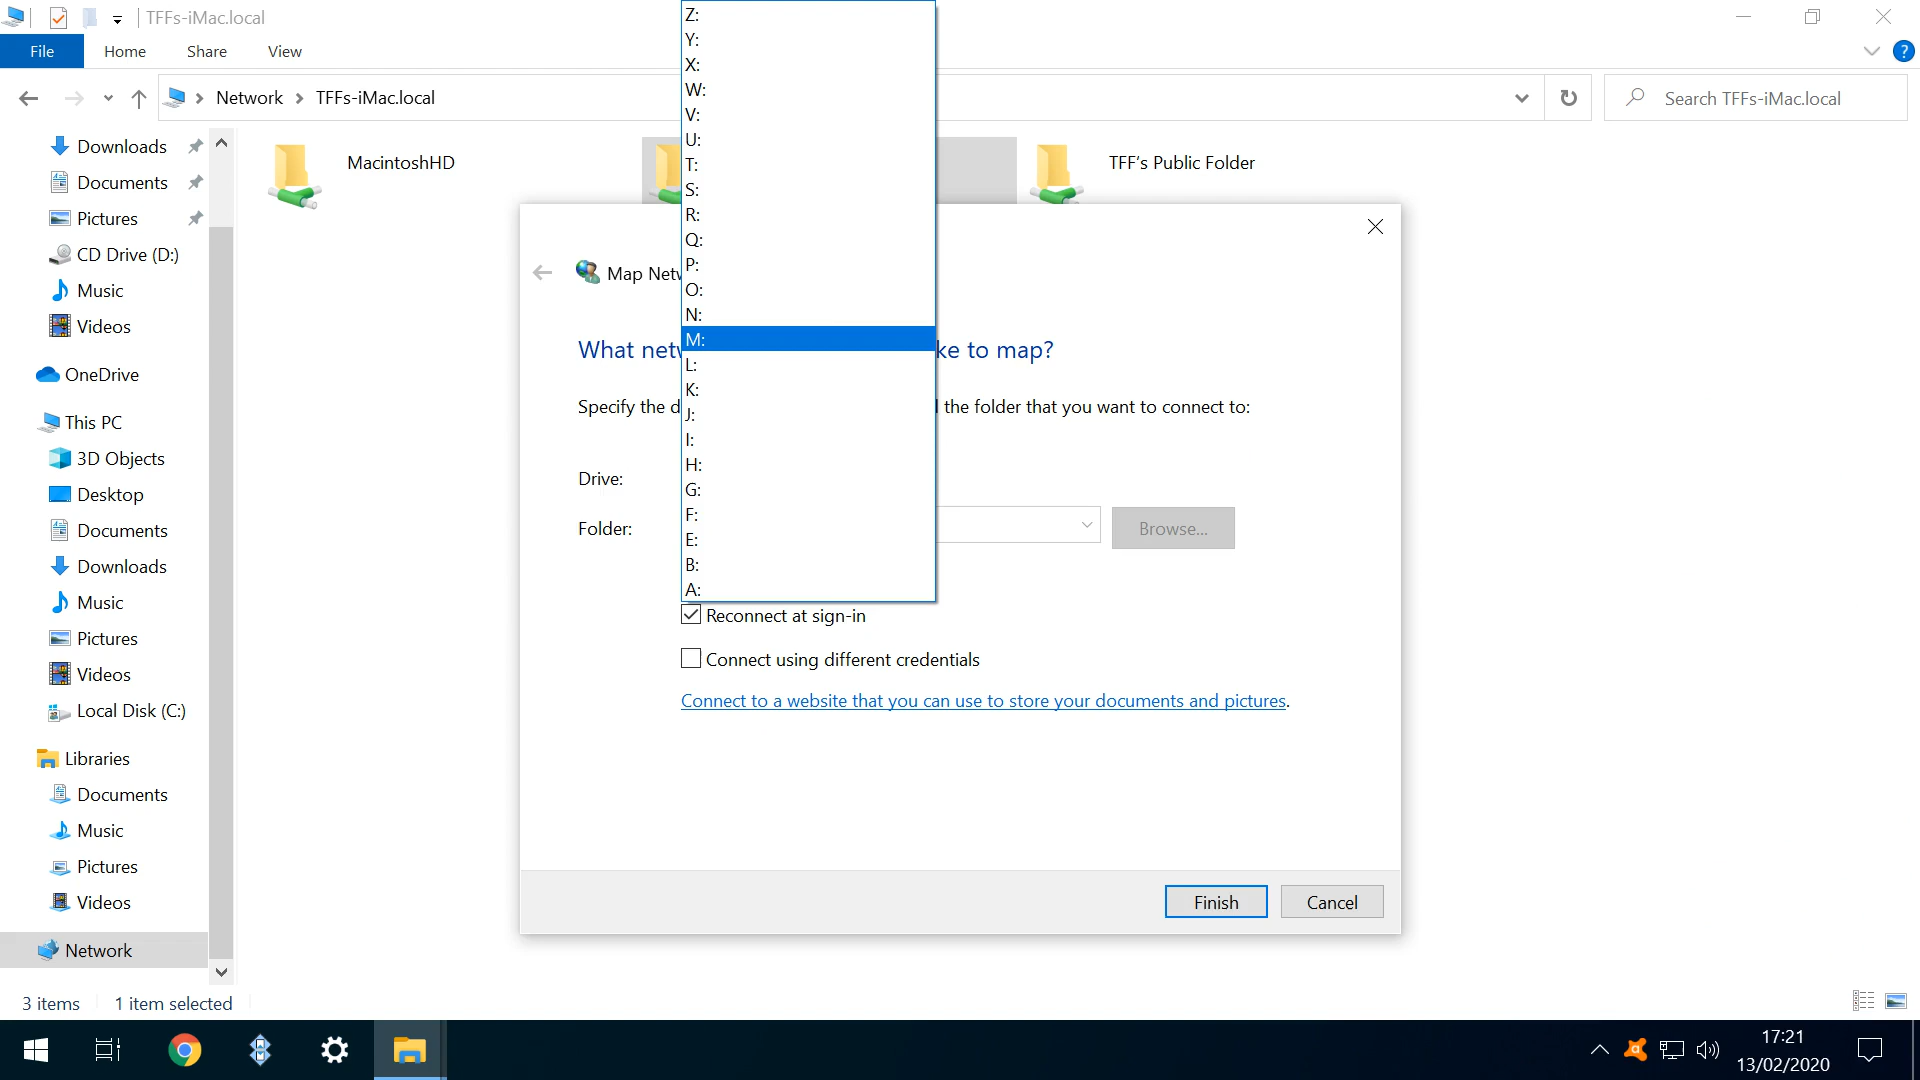 TFFs-iMac.local
File
Home
Share
View
?
Network
TFFs-iMac.local
Search TFFs-iMac.local
Downloads
Documents
Pictures
CD Drive (D:)
Music
Videos
OneDrive
This PC
3D Objects
Desktop
Documents
Downloads
Music
Pictures
Videos
Local Disk (C:)
Libraries
Documents
Music
Pictures
Videos
Network
MacintoshHD
TFF's Public Folder
Z:
Y:
X:
W:
V:
U:
T:
S:
R:
Q:
P:
O:
N:
M:
L:
K:
J:
I:
H:
G:
F:
E:
B:
A:
Map Net
What net
ke to map?
Specify the d
the folder that you want to connect to:
Drive:
Folder:
Browse...
Reconnect at sign-in
Connect using different credentials
Connect to a website that you can use to store your documents and pictures.
Finish
Cancel
3 items
1 item selected
17:21
13/02/2020